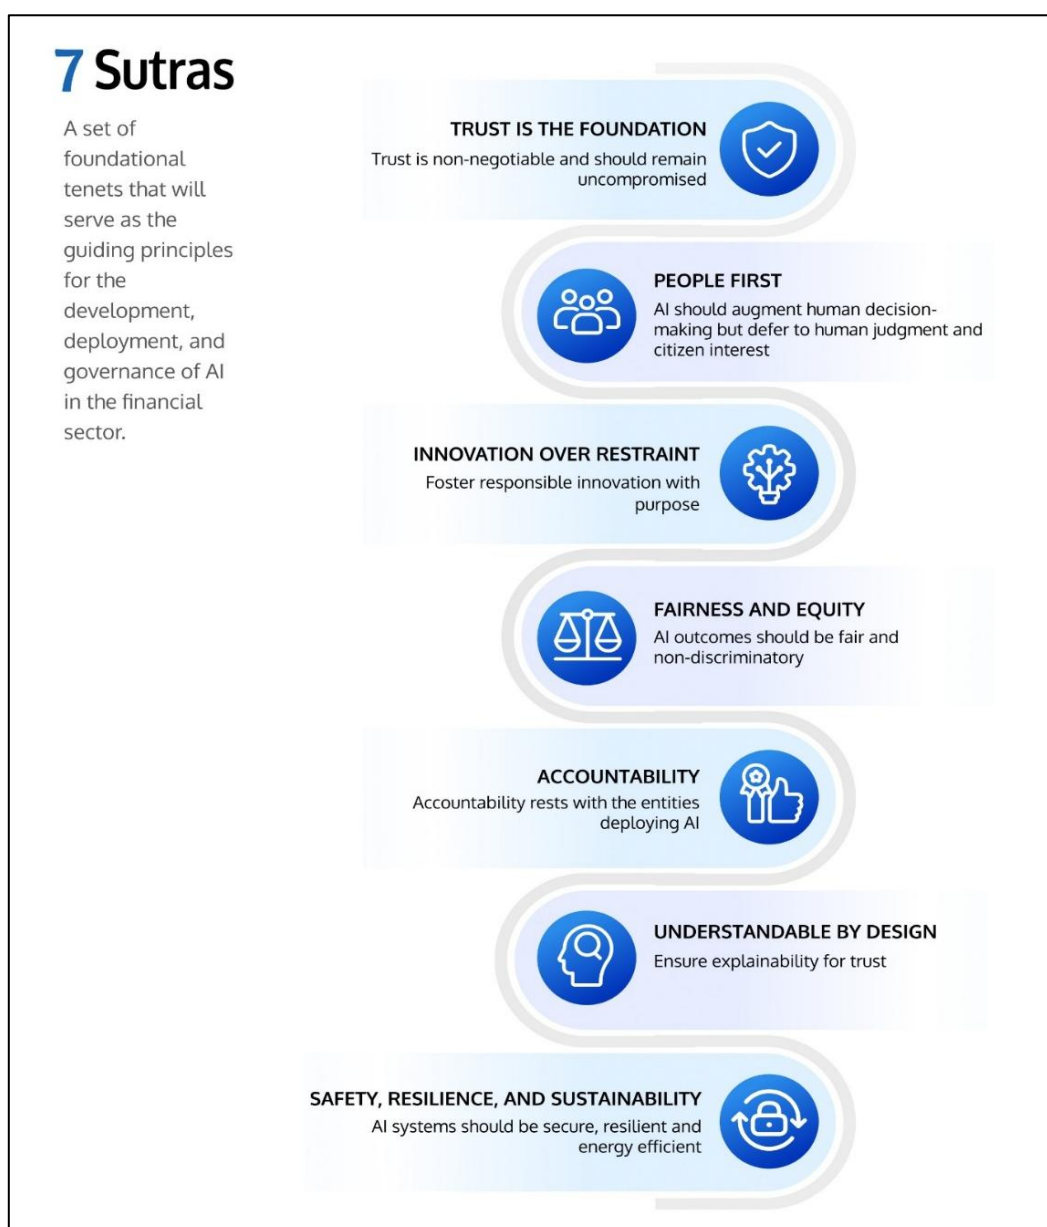 7 Sutras
A set of
foundational
tenets that will
serve as the
guiding principles
for the
development,
deployment, and
governance of AI
in the financial
sector.
TRUST IS THE FOUNDATION
Trust is non-negotiable and should remain
uncompromised
PEOPLE FIRST
AI should augment human decision-
making but defer to human judgment and
citizen interest
INNOVATION OVER RESTRAINT
Foster responsible innovation with
purpose
FAIRNESS AND EQUITY
AI outcomes should be fair and
non-discriminatory
ACCOUNTABILITY
Accountability rests with the entities
deploying AI
UNDERSTANDABLE BY DESIGN
Ensure explainability for trust
SAFETY, RESILIENCE, AND SUSTAINABILITY
AI systems should be secure, resilient and
energy efficient